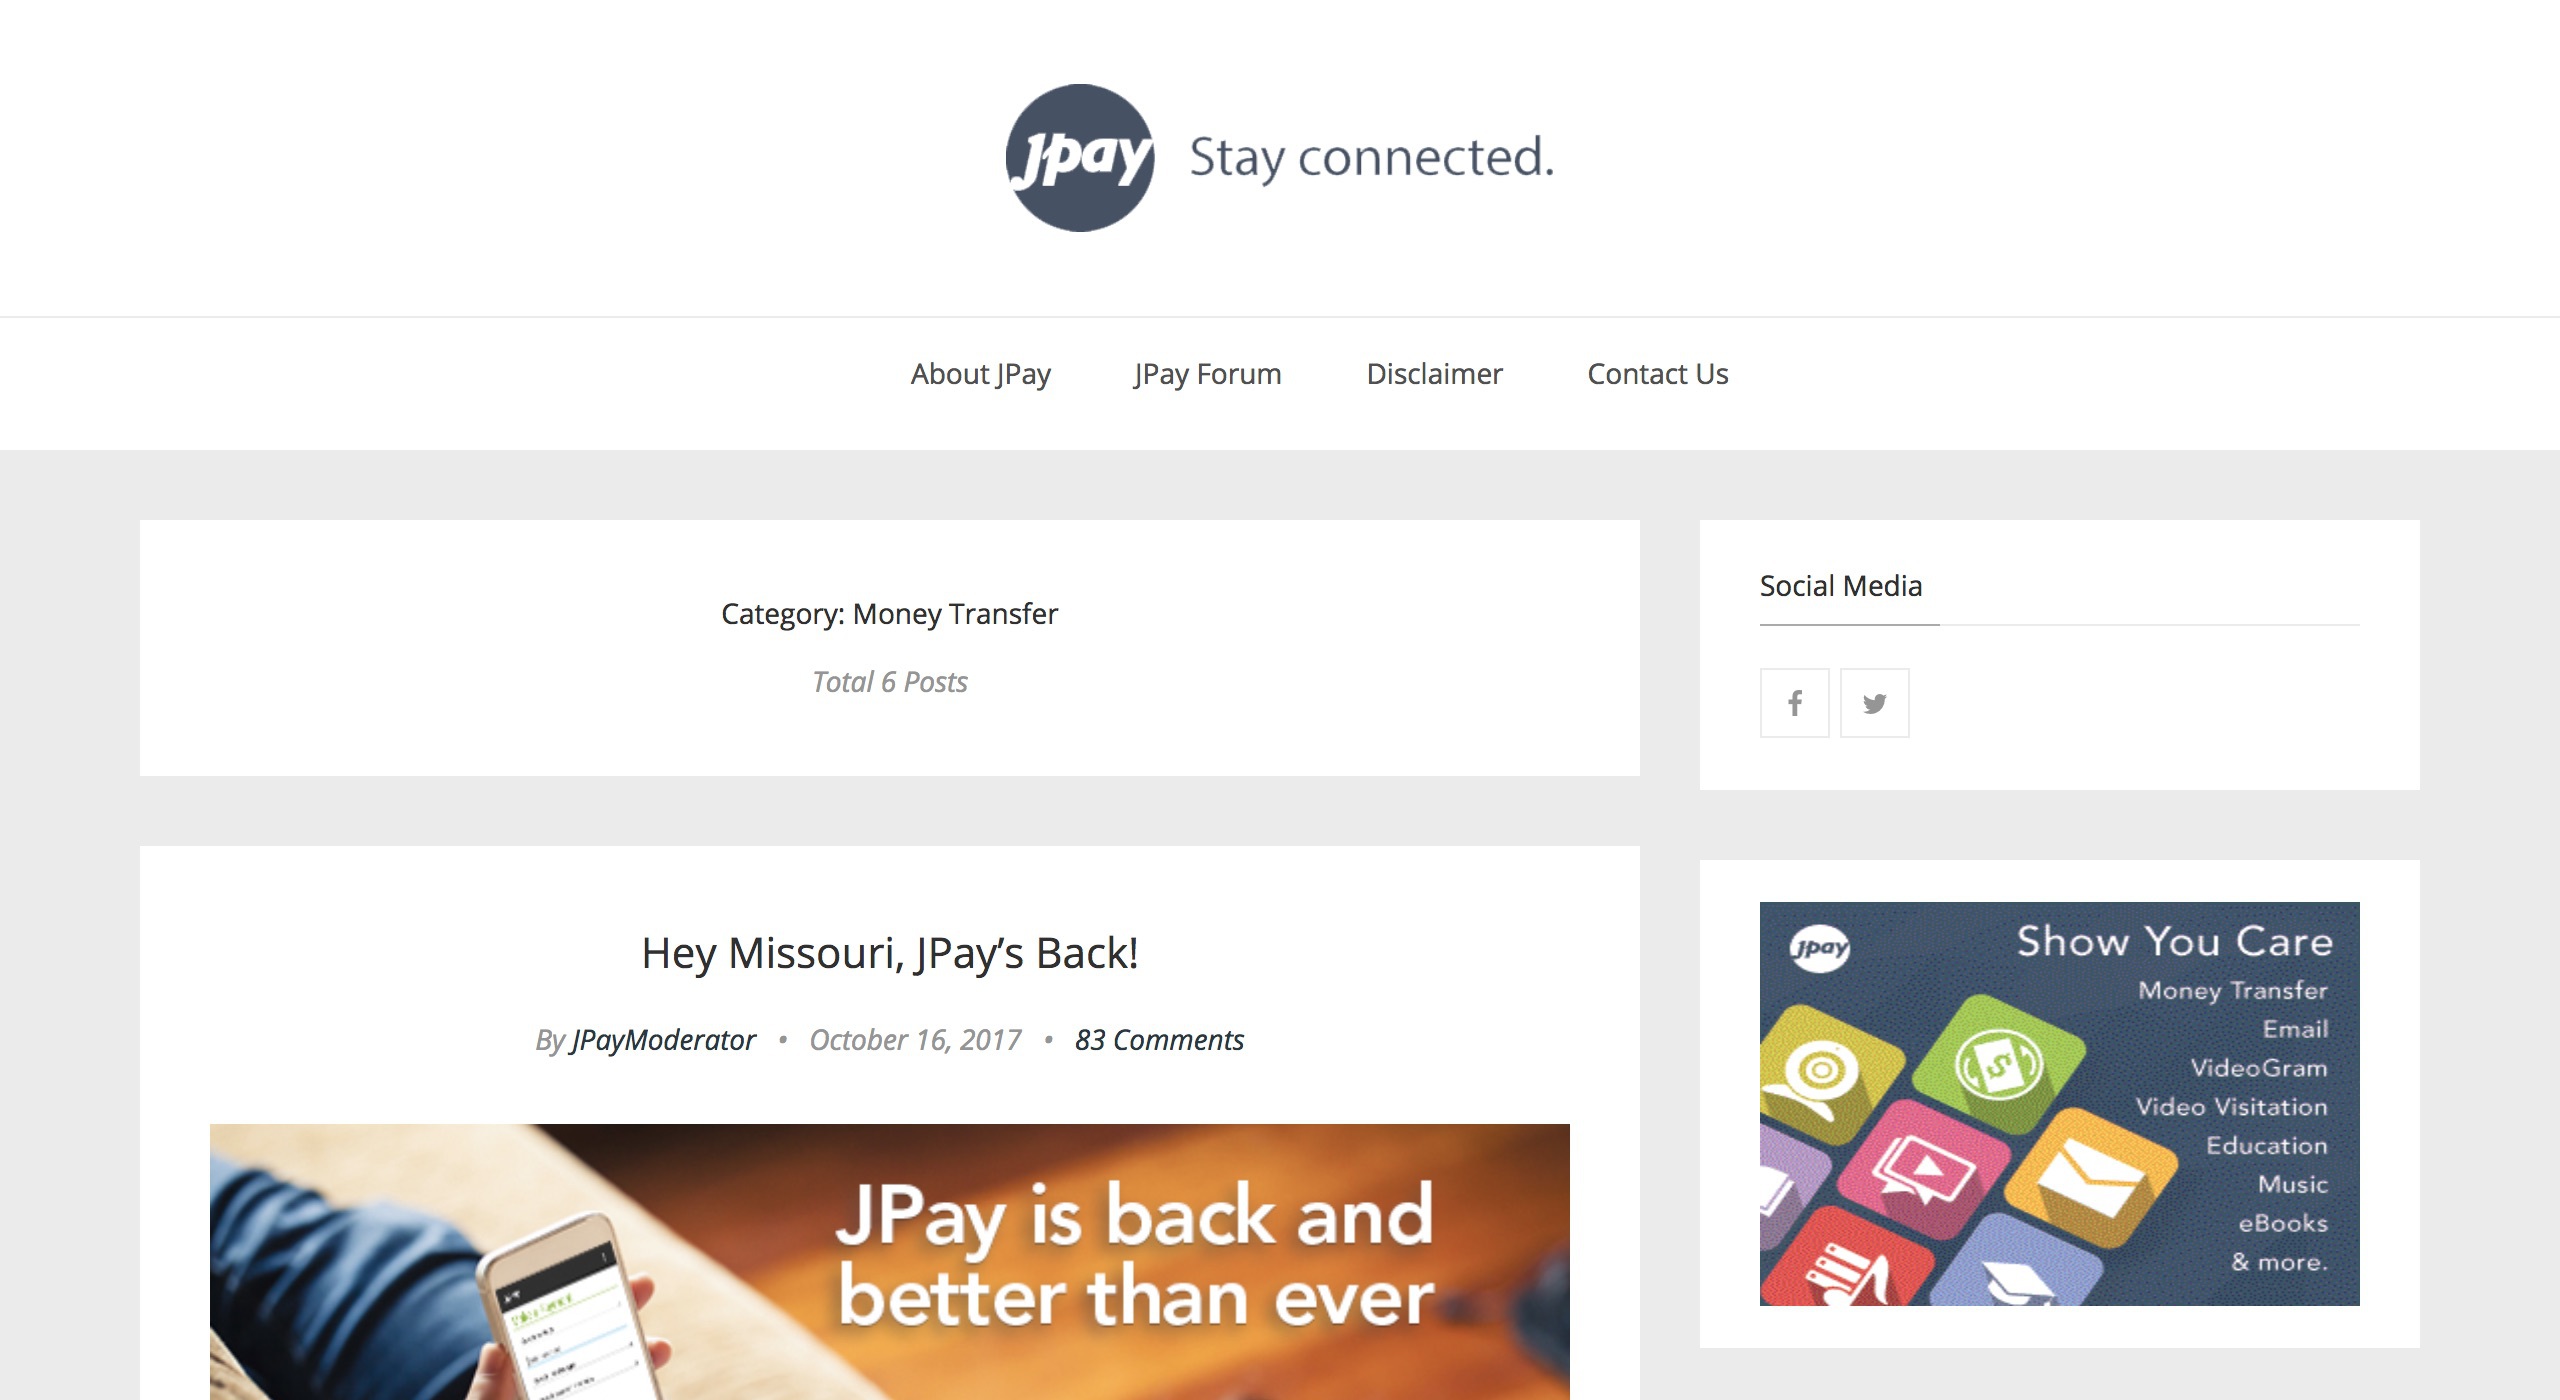 jpay Stay connected.
About JPay JPay Forum Disclaimer Contact Us
Category: Money Transfer
Total 6 Posts
Hey Missouri, JPay’s Back!
By JPayModerator • October 16, 2017 • 83 Comments
JPay is back and
better than ever
Social Media
jpay
Show You Care
Money Transfer
Email
VideoGram
Video Visitation
Education
Music
eBooks
& more.